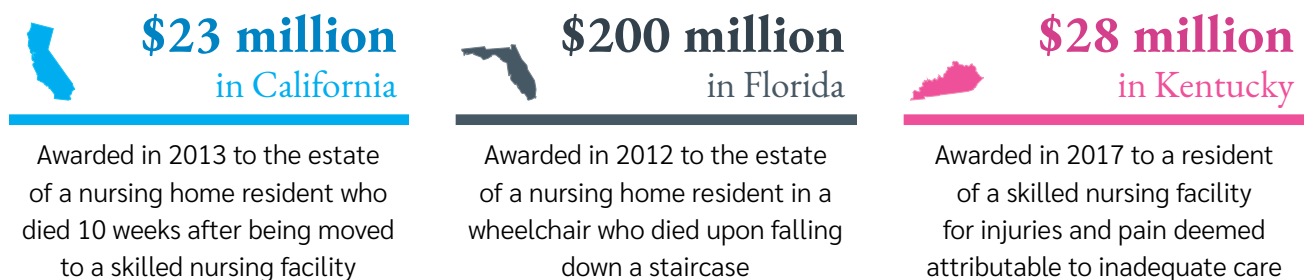 $23 million
in California
Awarded in 2013 to the estate
of a nursing home resident who
died 10 weeks after being moved
to a skilled nursing facility
$200 million
in Florida
Awarded in 2012 to the estate
of a nursing home resident in a
wheelchair who died upon falling
down a staircase
$28 million
in Kentucky
Awarded in 2017 to a resident
of a skilled nursing facility
for injuries and pain deemed
attributable to inadequate care